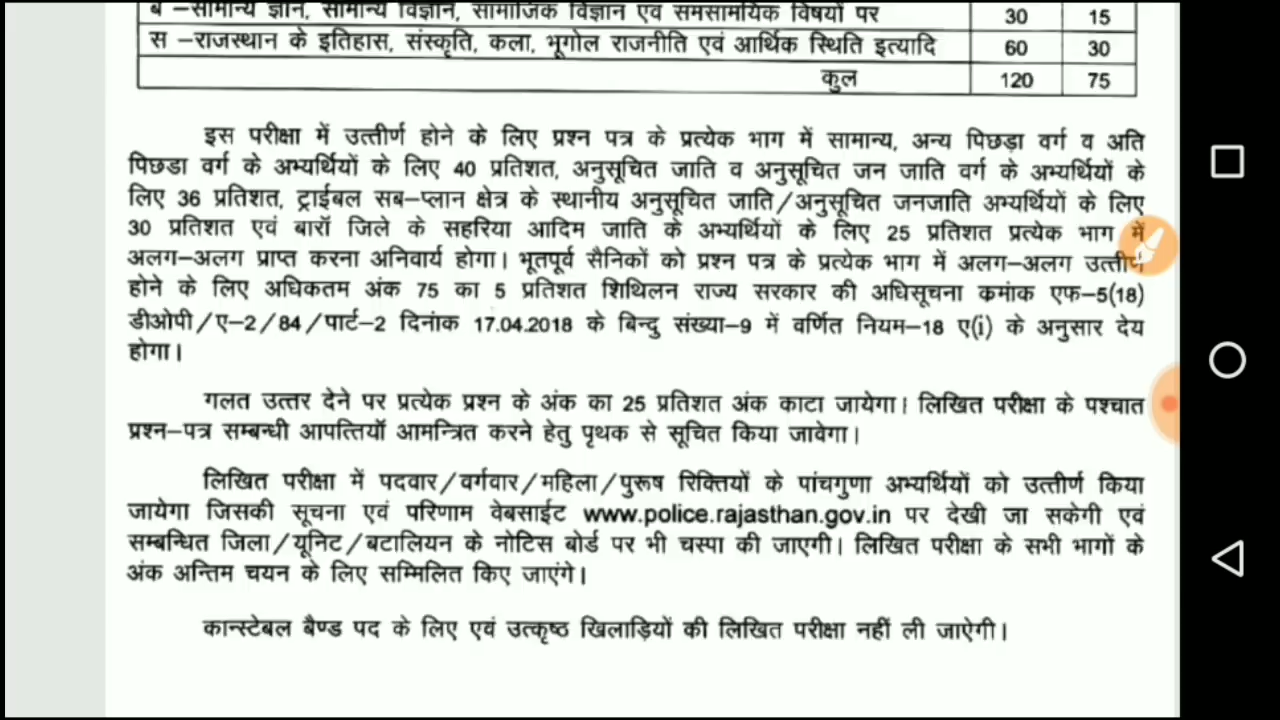 ब –सामान्य ज्ञान, सामान्य विज्ञान, सामाजिक विज्ञान एवं समसामयिक विषयों पर 30 15
स –राजस्थान के इतिहास, संस्कृति, कला, भूगोल राजनीति एवं आर्थिक स्थिति इत्यादि 60 30
कुल 120 75
इस परीक्षा में उत्तीर्ण होने के लिए प्रश्न पत्र के प्रत्येक भाग में सामान्य, अन्य पिछड़ा वर्ग व अति
पिछडा वर्ग के अभ्यर्थियों के लिए 40 प्रतिशत, अनुसूचित जाति व अनुसूचित जन जाति वर्ग के अभ्यर्थियों के
लिए 36 प्रतिशत, ट्राईबल सब–प्लान क्षेत्र के स्थानीय अनुसूचित जाति/अनुसूचित जनजाति अभ्यर्थियों के लिए
30 प्रतिशत एवं बारॉ जिले के सहरिया आदिम जाति के अभ्यर्थियों के लिए 25 प्रतिशत प्रत्येक भाग में
अलग–अलग प्राप्त करना अनिवार्य होगा। भूतपूर्व सैनिकों को प्रश्न पत्र के प्रत्येक भाग में अलग–अलग उत्तीर्ण
होने के लिए अधिकतम अंक 75 का 5 प्रतिशत शिथिलन राज्य सरकार की अधिसूचना कमांक एफ–5(18)
डीओपी/ए–2/84/पार्ट–2 दिनांक 17.04.2018 के बिन्दु संख्या–9 में वर्णित नियम–18 ए(i) के अनुसार देय
होगा।
गलत उत्तर देने पर प्रत्येक प्रश्न के अंक का 25 प्रतिशत अंक काटा जायेगा। लिखित परीक्षा के पश्चात
प्रश्न–पत्र सम्बन्धी आपत्तियॉ आमन्त्रित करने हेतु पृथक से सूचित किया जावेगा।
लिखित परीक्षा में पदवार/वर्गवार/महिला/पुरूष रिक्तियों के पांचगुणा अभ्यर्थियों को उत्तीर्ण किया
जायेगा जिसकी सूचना एवं परिणाम वेबसाईट www.police.rajasthan.gov.in पर देखी जा सकेगी एवं
सम्बन्धित जिला/यूनिट/बटालियन के नोटिस बोर्ड पर भी चस्पा की जाएगी। लिखित परीक्षा के सभी भागों के
अंक अन्तिम चयन के लिए सम्मिलित किए जाएंगे।
कान्स्टेबल बैण्ड पद के लिए एवं उत्कृष्ठ खिलाड़ियों की लिखित परीक्षा नहीं ली जाऐगी।